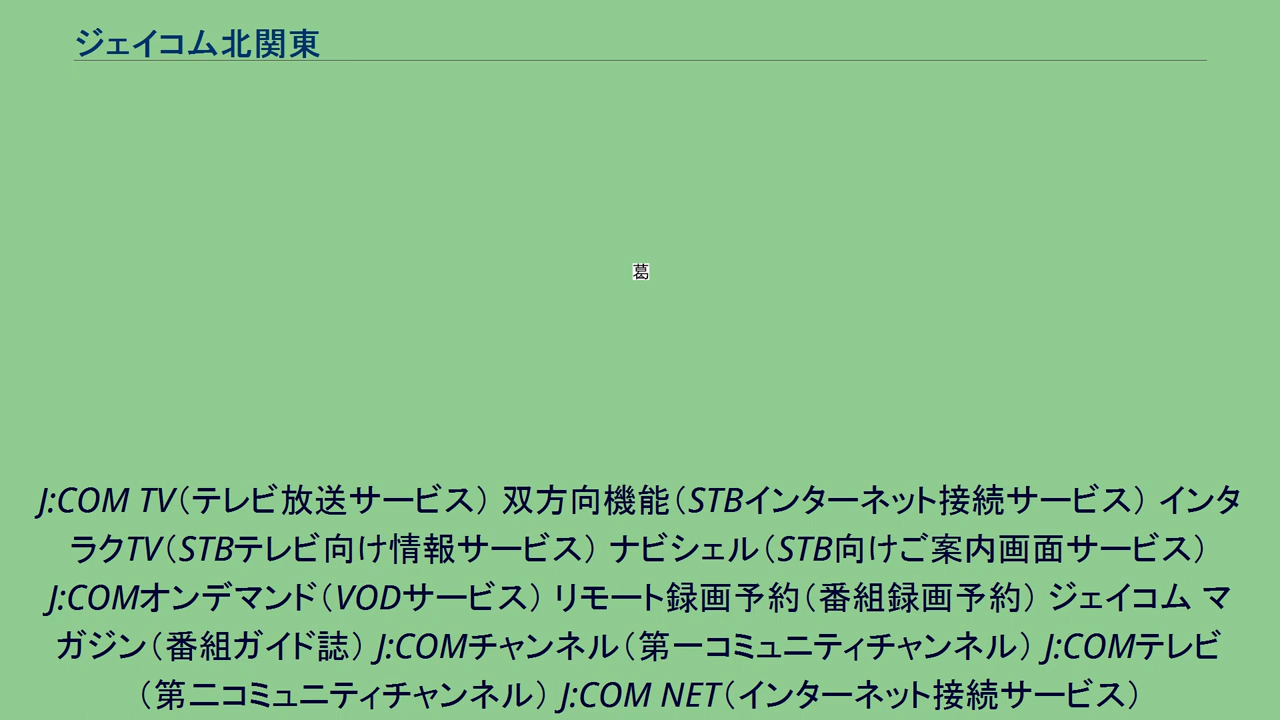 ジェイコム北関東
葛
J:COM TV（テレビ放送サービス） 双方向機能（STBインターネット接続サービス） インタ
ラクTV（STBテレビ向け情報サービス） ナビシェル（STB向けご案内画面サービス）
J:COMオンデマンド（VODサービス） リモート録画予約（番組録画予約） ジェイコム マ
ガジン（番組ガイド誌） J:COMチャンネル（第一コミュニティチャンネル） J:COMテレビ
（第二コミュニティチャンネル） J:COM NET（インターネット接続サービス）